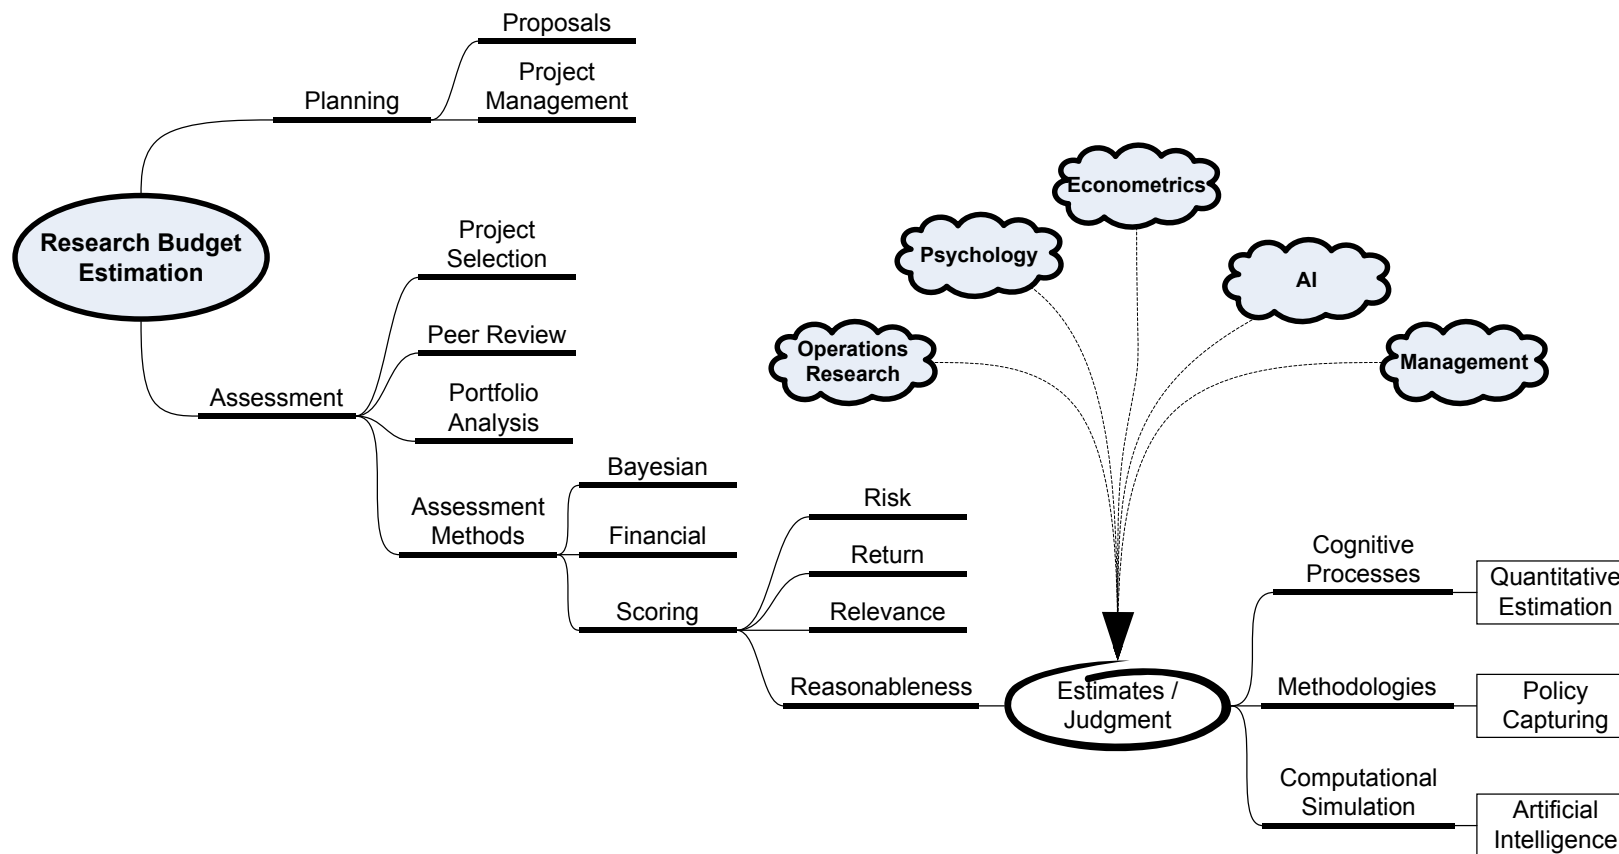 Proposals
Project
Management
Planning
Research Budget
Estimation
Project
Selection
Peer Review
Assessment
Portfolio
Analysis
Assessment
Methods
Bayesian
Financial
Scoring
Risk
Return
Relevance
Reasonableness
Operations
Research
Psychology
Econometrics
AI
Management
Estimates /
Judgment
Cognitive
Processes
Quantitative
Estimation
Methodologies
Policy
Capturing
Computational
Simulation
Artificial
Intelligence